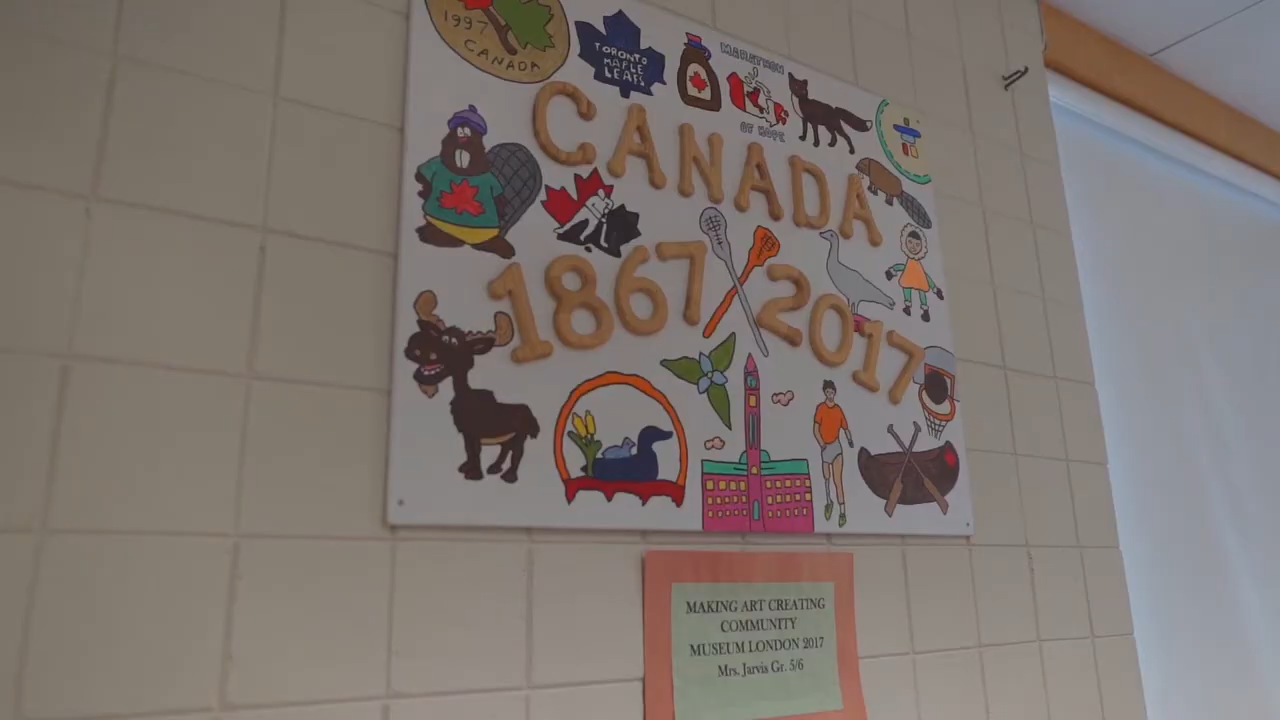 1997
CANADA
TORONTO
MAPLE
LEAFS
MARATHON
OF HOPE
CANADA
1867
2017
MAKING ART CREATING
COMMUNITY
MUSEUM LONDON 2017
Mrs. Jarvis Gr. 5/6